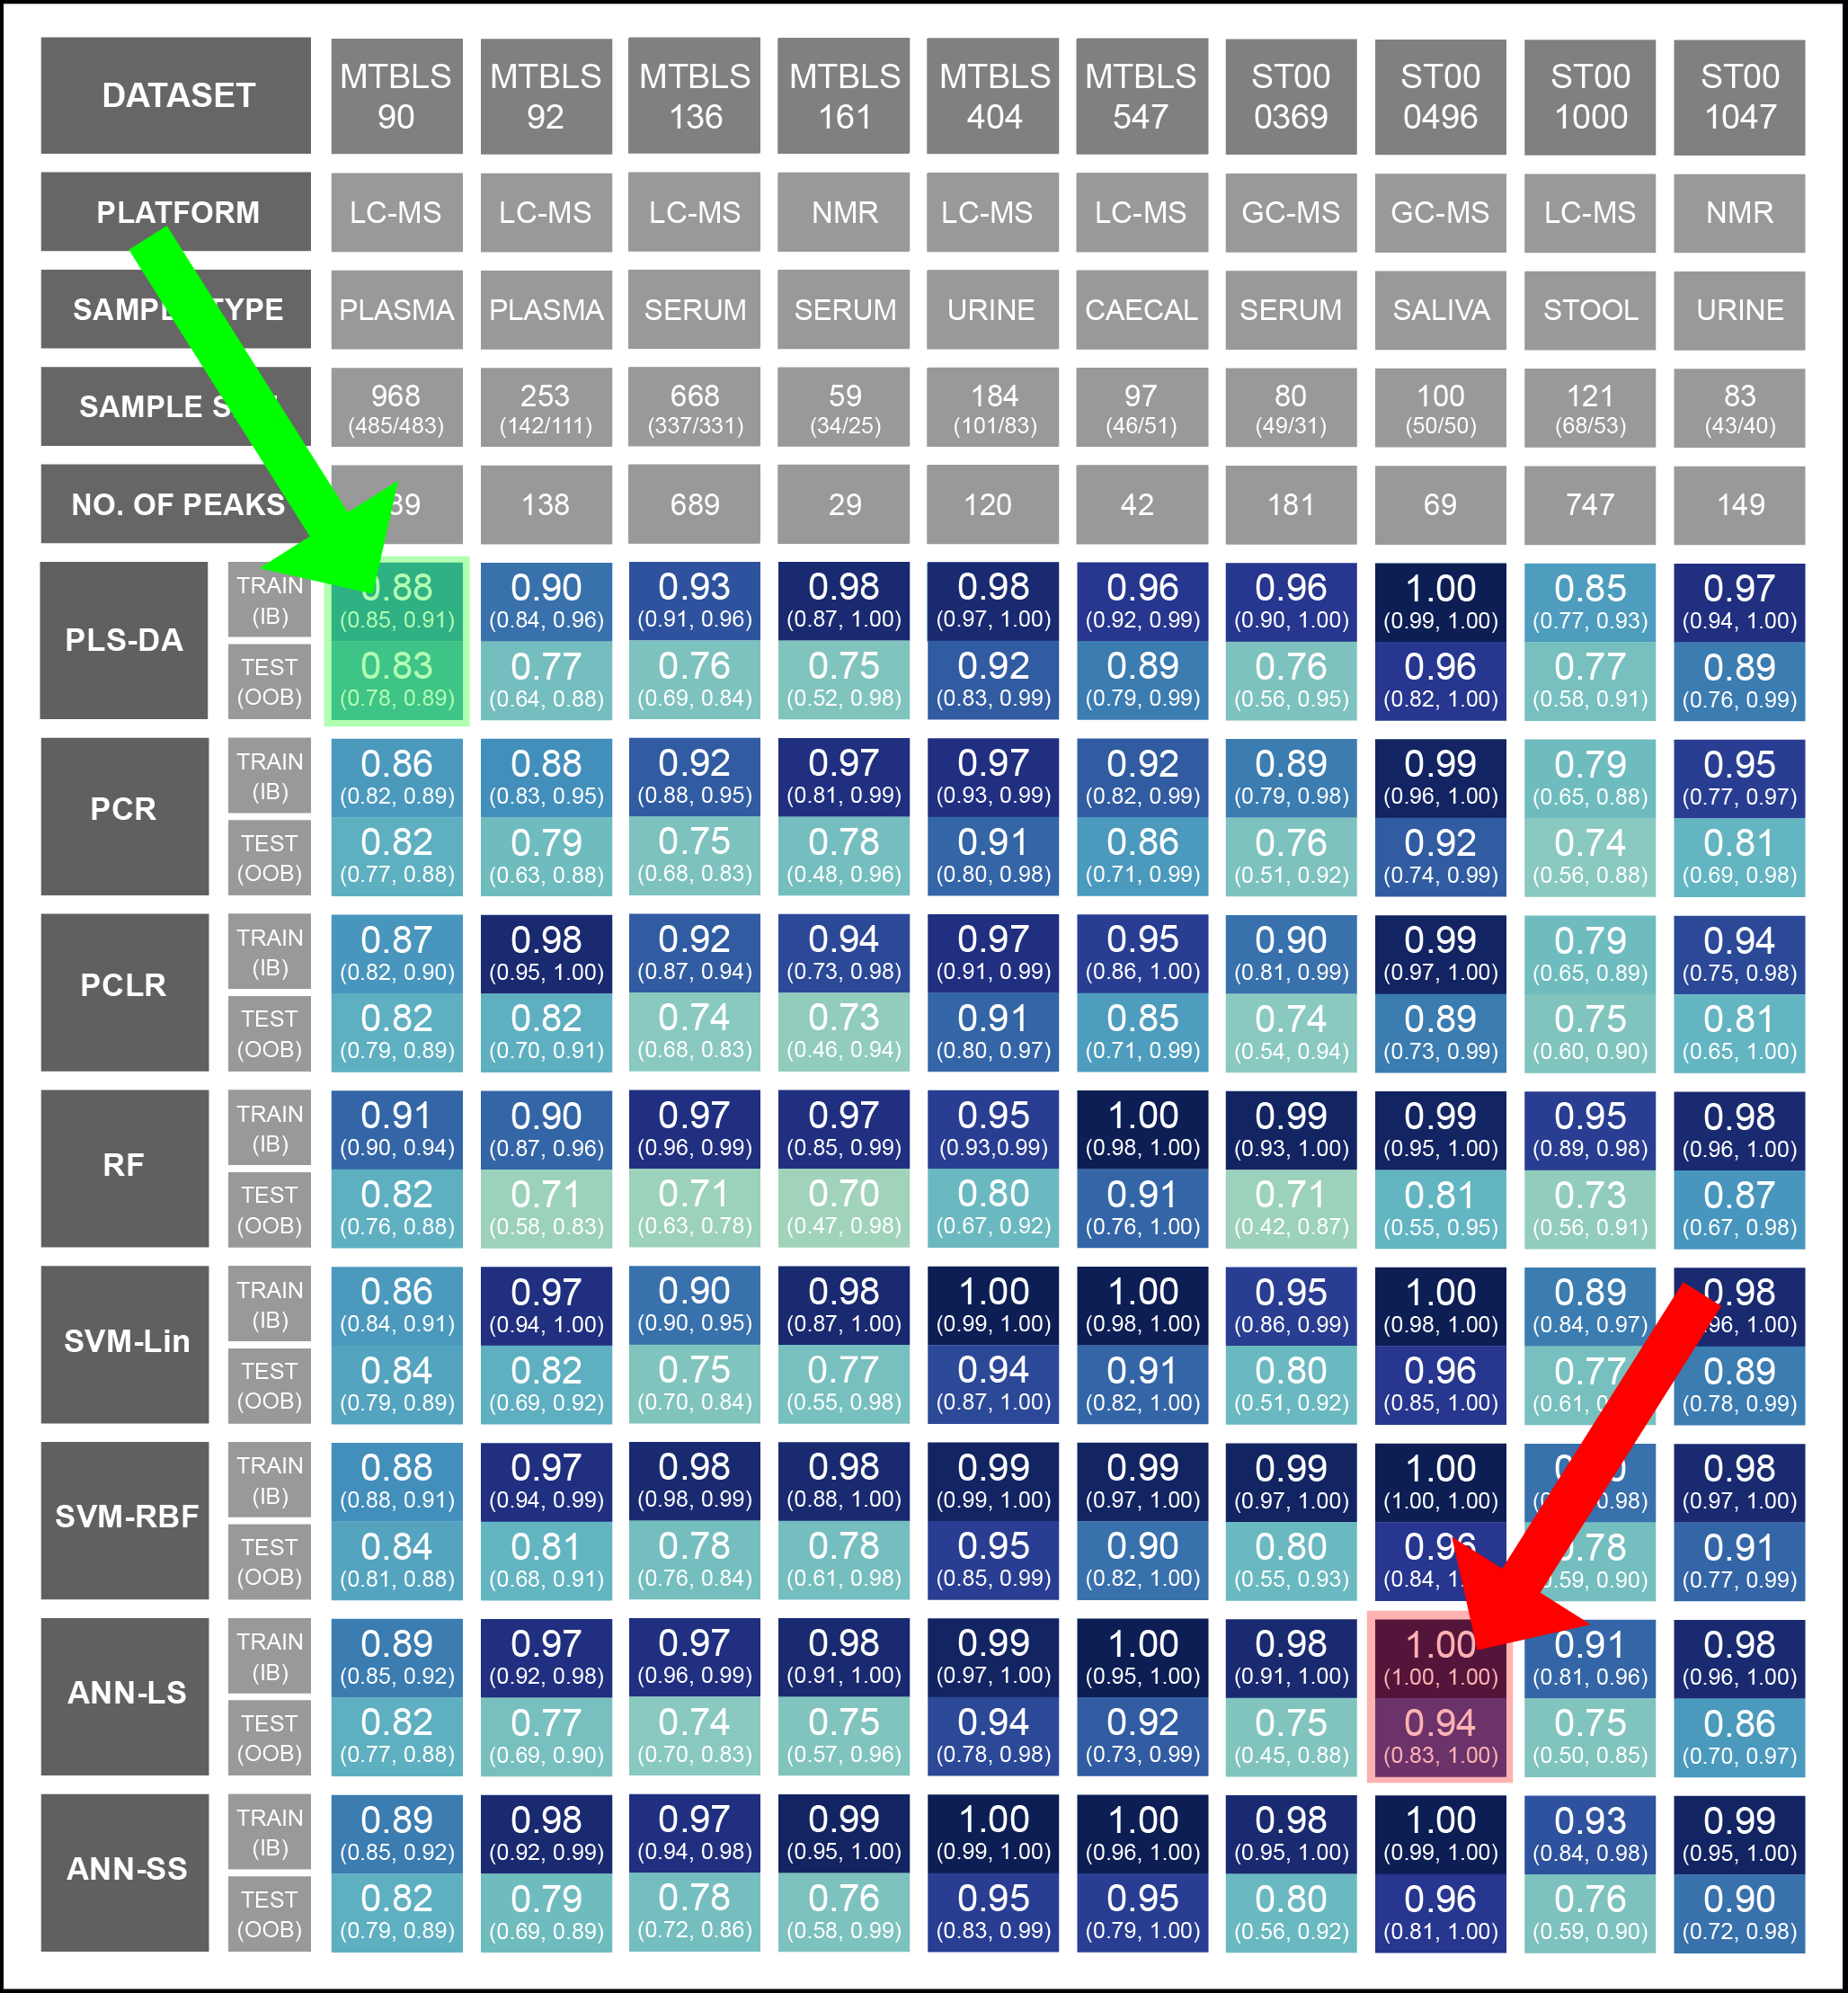 DATASET MTBLS 90 MTBLS 92 MTBLS 136 MTBLS 161 MTBLS 404 MTBLS 547 ST00 0369 ST00 0496 ST00 1000 ST00 1047
PLATFORM LC-MS LC-MS LC-MS NMR LC-MS LC-MS GC-MS GC-MS LC-MS NMR
SAMPLE TYPE PLASMA PLASMA SERUM SERUM URINE CAECAL SERUM SALIVA STOOL URINE
SAMPLE 968 253 668 59 184 97 80 100 121 83
(485/483) (142/111) (337/331) (34/25) (101/83) (46/51) (49/31) (50/50) (68/53) (43/40)
NO. OF PEAKS 138 689 29 120 42 181 69 747 149
PLS-DA
TRAIN 0.88 0.90 0.93 0.98 0.98 0.96 0.96 1.00 0.85 0.97
(IB) (0.85, 0.91) (0.84, 0.96) (0.91, 0.96) (0.87, 1.00) (0.97, 1.00) (0.92, 0.99) (0.90, 1.00) (0.99, 1.00) (0.77, 0.93) (0.94, 1.00)
TEST 0.83 0.77 0.76 0.75 0.92 0.89 0.76 0.96 0.77 0.89
(OOB) (0.78, 0.89) (0.64, 0.88) (0.69, 0.84) (0.52, 0.98) (0.83, 0.99) (0.79, 0.99) (0.56, 0.95) (0.82, 1.00) (0.58, 0.91) (0.76, 0.99)
PCR
TRAIN 0.86 0.88 0.92 0.97 0.97 0.92 0.89 0.99 0.79 0.95
(IB) (0.82, 0.89) (0.83, 0.95) (0.88, 0.95) (0.81, 0.99) (0.93, 0.99) (0.82, 0.99) (0.79, 0.98) (0.96, 1.00) (0.65, 0.88) (0.77, 0.97)
TEST 0.82 0.79 0.75 0.78 0.91 0.86 0.76 0.92 0.74 0.81
(OOB) (0.77, 0.88) (0.63, 0.88) (0.68, 0.83) (0.48, 0.96) (0.80, 0.98) (0.71, 0.99) (0.51, 0.92) (0.74, 0.99) (0.56, 0.88) (0.69, 0.98)
PCLR
TRAIN 0.87 0.98 0.92 0.94 0.97 0.95 0.90 0.99 0.79 0.94
(IB) (0.82, 0.90) (0.95, 1.00) (0.87, 0.94) (0.73, 0.98) (0.91, 0.99) (0.86, 1.00) (0.81, 0.99) (0.97, 1.00) (0.65, 0.89) (0.75, 0.98)
TEST 0.82 0.82 0.74 0.73 0.91 0.85 0.74 0.89 0.75 0.81
(OOB) (0.79, 0.89) (0.70, 0.91) (0.68, 0.83) (0.46, 0.94) (0.80, 0.97) (0.71, 0.99) (0.54, 0.94) (0.73, 0.99) (0.60, 0.90) (0.65, 1.00)
RF
TRAIN 0.91 0.90 0.97 0.97 0.95 1.00 0.99 0.99 0.95 0.98
(IB) (0.90, 0.94) (0.87, 0.96) (0.96, 0.99) (0.85, 0.99) (0.93,0.99) (0.98, 1.00) (0.93, 1.00) (0.95, 1.00) (0.89, 0.98) (0.96, 1.00)
TEST 0.82 0.71 0.71 0.70 0.80 0.91 0.71 0.81 0.73 0.87
(OOB) (0.76, 0.88) (0.58, 0.83) (0.63, 0.78) (0.47, 0.98) (0.67, 0.92) (0.76, 1.00) (0.42, 0.87) (0.55, 0.95) (0.56, 0.91) (0.67, 0.98)
SVM-Lin
TRAIN 0.86 0.97 0.90 0.98 1.00 1.00 0.95 1.00 0.89 0.98
(IB) (0.84, 0.91) (0.94, 1.00) (0.90, 0.95) (0.87, 1.00) (0.99, 1.00) (0.98, 1.00) (0.86, 0.99) (0.98, 1.00) (0.84, 0.97) 1.00)
TEST 0.84 0.82 0.75 0.77 0.94 0.91 0.80 0.96 0.77 0.89
(OOB) (0.79, 0.89) (0.69, 0.92) (0.70, 0.84) (0.55, 0.98) (0.87, 1.00) (0.82, 1.00) (0.51, 0.92) (0.85, 1.00) (0.61, (0.78, 0.99)
SVM-RBF
TRAIN 0.88 0.97 0.98 0.98 0.99 0.99 0.99 1.00 0.98
(IB) (0.88, 0.91) (0.94, 0.99) (0.98, 0.99) (0.88, 1.00) (0.99, 1.00) (0.97, 1.00) (0.97, 1.00) (1.00, 1.00) 0.98) (0.97, 1.00)
TEST 0.84 0.81 0.78 0.78 0.95 0.90 0.80 0.96 0.78 0.91
(OOB) (0.81, 0.88) (0.68, 0.91) (0.76, 0.84) (0.61, 0.98) (0.85, 0.99) (0.82, 1.00) (0.55, 0.93) (0.84, 0.59, 0.90) (0.77, 0.99)
ANN-LS
TRAIN 0.89 0.97 0.97 0.98 0.99 1.00 0.98 1.00 0.91 0.98
(IB) (0.85, 0.92) (0.92, 0.98) (0.96, 0.99) (0.91, 1.00) (0.97, 1.00) (0.95, 1.00) (0.91, 1.00) (1.00, 1.00) (0.81, 0.96) (0.96, 1.00)
TEST 0.82 0.77 0.74 0.75 0.94 0.92 0.75 0.94 0.75 0.86
(OOB) (0.77, 0.88) (0.69, 0.90) (0.70, 0.83) (0.57, 0.96) (0.78, 0.98) (0.73, 0.99) (0.45, 0.88) (0.83, 1.00) (0.50, 0.85) (0.70, 0.97)
ANN-SS
TRAIN 0.89 0.98 0.97 0.99 1.00 1.00 0.98 1.00 0.93 0.99
(IB) (0.85, 0.92) (0.92, 0.99) (0.94, 0.98) (0.95, 1.00) (0.99, 1.00) (0.96, 1.00) (0.95, 1.00) (0.99, 1.00) (0.84, 0.98) (0.95, 1.00)
TEST 0.82 0.79 0.78 0.76 0.95 0.95 0.80 0.96 0.76 0.90
(OOB) (0.79, 0.89) (0.69, 0.89) (0.72, 0.86) (0.58, 0.99) (0.83, 0.99) (0.79, 1.00) (0.56, 0.92) (0.81, 1.00) (0.59, 0.90) (0.72, 0.98)